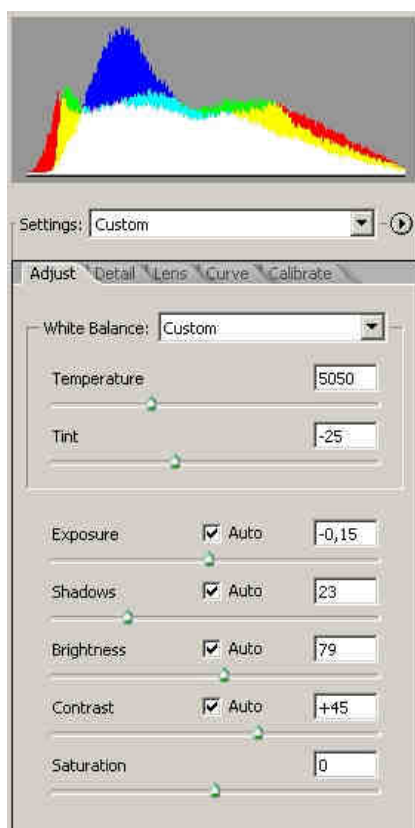 Settings: Custom
Adjust Detail Lens Curve Calibrate
White Balance: Custom
Temperature 5050
Tint -25
Exposure Auto -0,15
Shadows Auto 23
Brightness Auto 79
Contrast Auto +45
Saturation 0